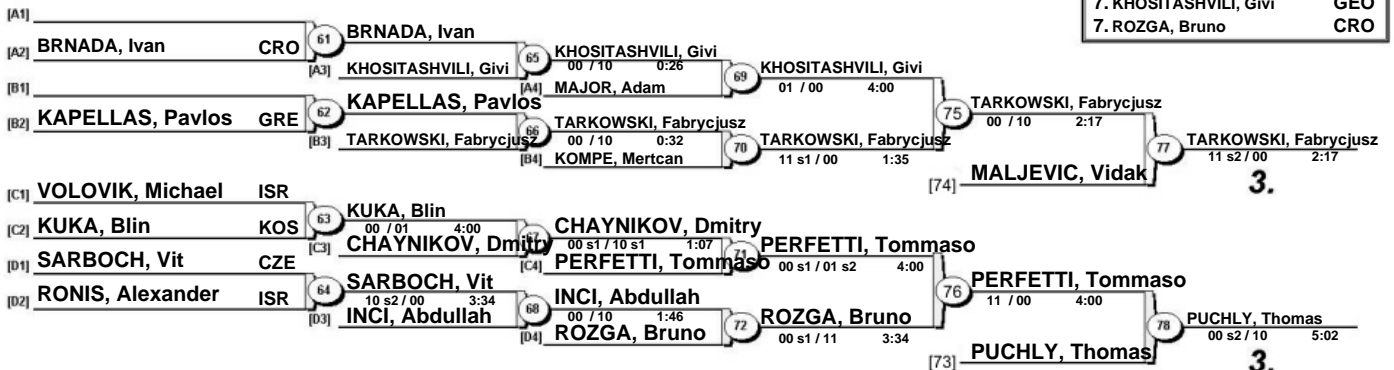 7. KHOSITASHVILI, Givi GEO
7. ROZGA, Bruno CRO
[A1]
[A2] BRNADA, Ivan CRO
61
BRNADA, Ivan
[A3] KHOSITASHVILI, Givi
65
KHOSITASHVILI, Givi
00 / 10 0:26
[A4] MAJOR, Adam
69
KHOSITASHVILI, Givi
01 / 00 4:00
[B1]
[B2] KAPELLAS, Pavlos GRE
62
KAPELLAS, Pavlos
[B3] TARKOWSKI, Fabrycjusz
66
TARKOWSKI, Fabrycjusz
00 / 10 0:32
[B4] KOMPE, Mertcan
70
TARKOWSKI, Fabrycjusz
11 s1 / 00 1:35
75
TARKOWSKI, Fabrycjusz
00 / 10 2:17
[74] MALJEVIC, Vidak
77
TARKOWSKI, Fabrycjusz
11 s2 / 00 2:17
3.
[C1] VOLOVIK, Michael ISR
[C2] KUKA, Blin KOS
63
KUKA, Blin
00 / 01 4:00
[C3] CHAYNIKOV, Dmitry
67
CHAYNIKOV, Dmitry
00 s1 / 10 s1 1:07
[C4] PERFETTI, Tommaso
71
PERFETTI, Tommaso
00 s1 / 01 s2 4:00
[D1] SARBOCH, Vit CZE
[D2] RONIS, Alexander ISR
64
SARBOCH, Vit
10 s2 / 00 3:34
[D3] INCI, Abdullah
68
INCI, Abdullah
00 / 10 1:46
[D4] ROZGA, Bruno
72
ROZGA, Bruno
00 s1 / 11 3:34
76
PERFETTI, Tommaso
11 / 00 4:00
[73] PUCHLY, Thomas
78
PUCHLY, Thomas
00 s2 / 10 5:02
3.